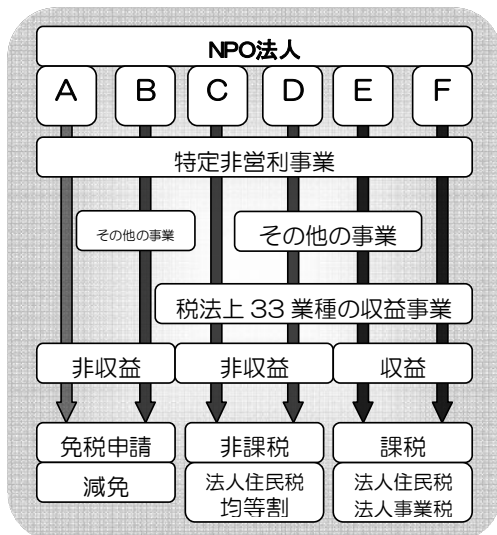 NPO法人
A B C D E F
特定非営利事業
その他の事業 その他の事業
税法上33業種の収益事業
非収益 非収益 収益
免税申請 非課税 課税
減免
法人住民税
均等割
法人住民税
法人事業税